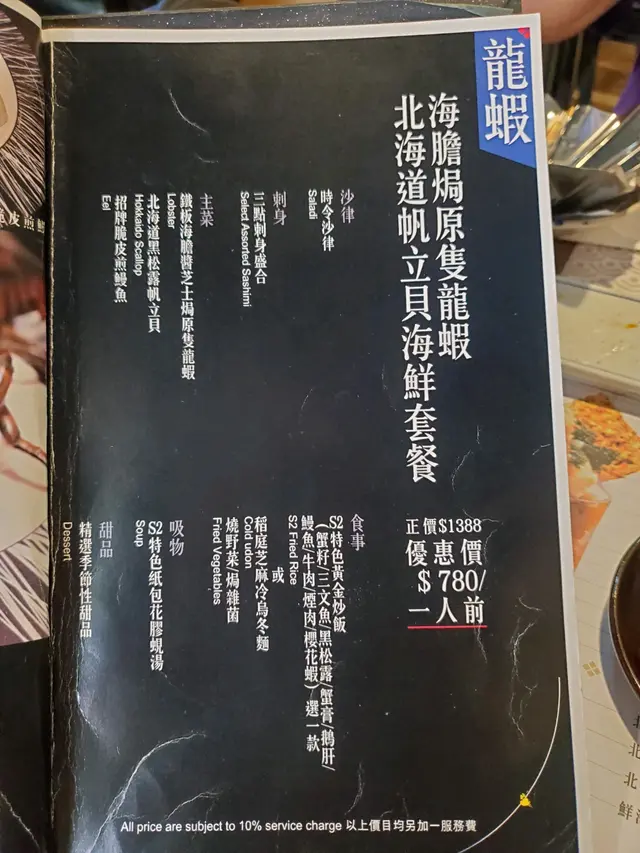 龍蝦
海膽焗原隻龍蝦
北海道帆立貝海鮮套餐
正價$1388
優惠價
$780/
一人前
沙律
時令沙律
Saladi
刺身
三點刺身盛合
Select Assorted Sashimi
主菜
鐵板海膽醬芝士焗原隻龍蝦
Lobster
北海道黑松露帆立貝
Hokkaido Scallop
招牌脆皮煎鰻魚
Eel
食事
S2特色黃金炒飯
(蟹籽/三文魚/黑松露/蟹膏/鵝肝/
鰻魚/牛肉/煙肉/櫻花蝦) 選一款
S2 Fried Rice
或
稻庭芝麻冷烏冬麵
Cold udon
燒野菜/焗雜菌
Fried Vegetables
吸物
S2特色纸包花膠蜆湯
Soup
甜品
精選季節性甜品
Dessert
All price are subject to 10% service charge 以上價目均另加一服務費
皮煎鰻
北
北
北
鮮